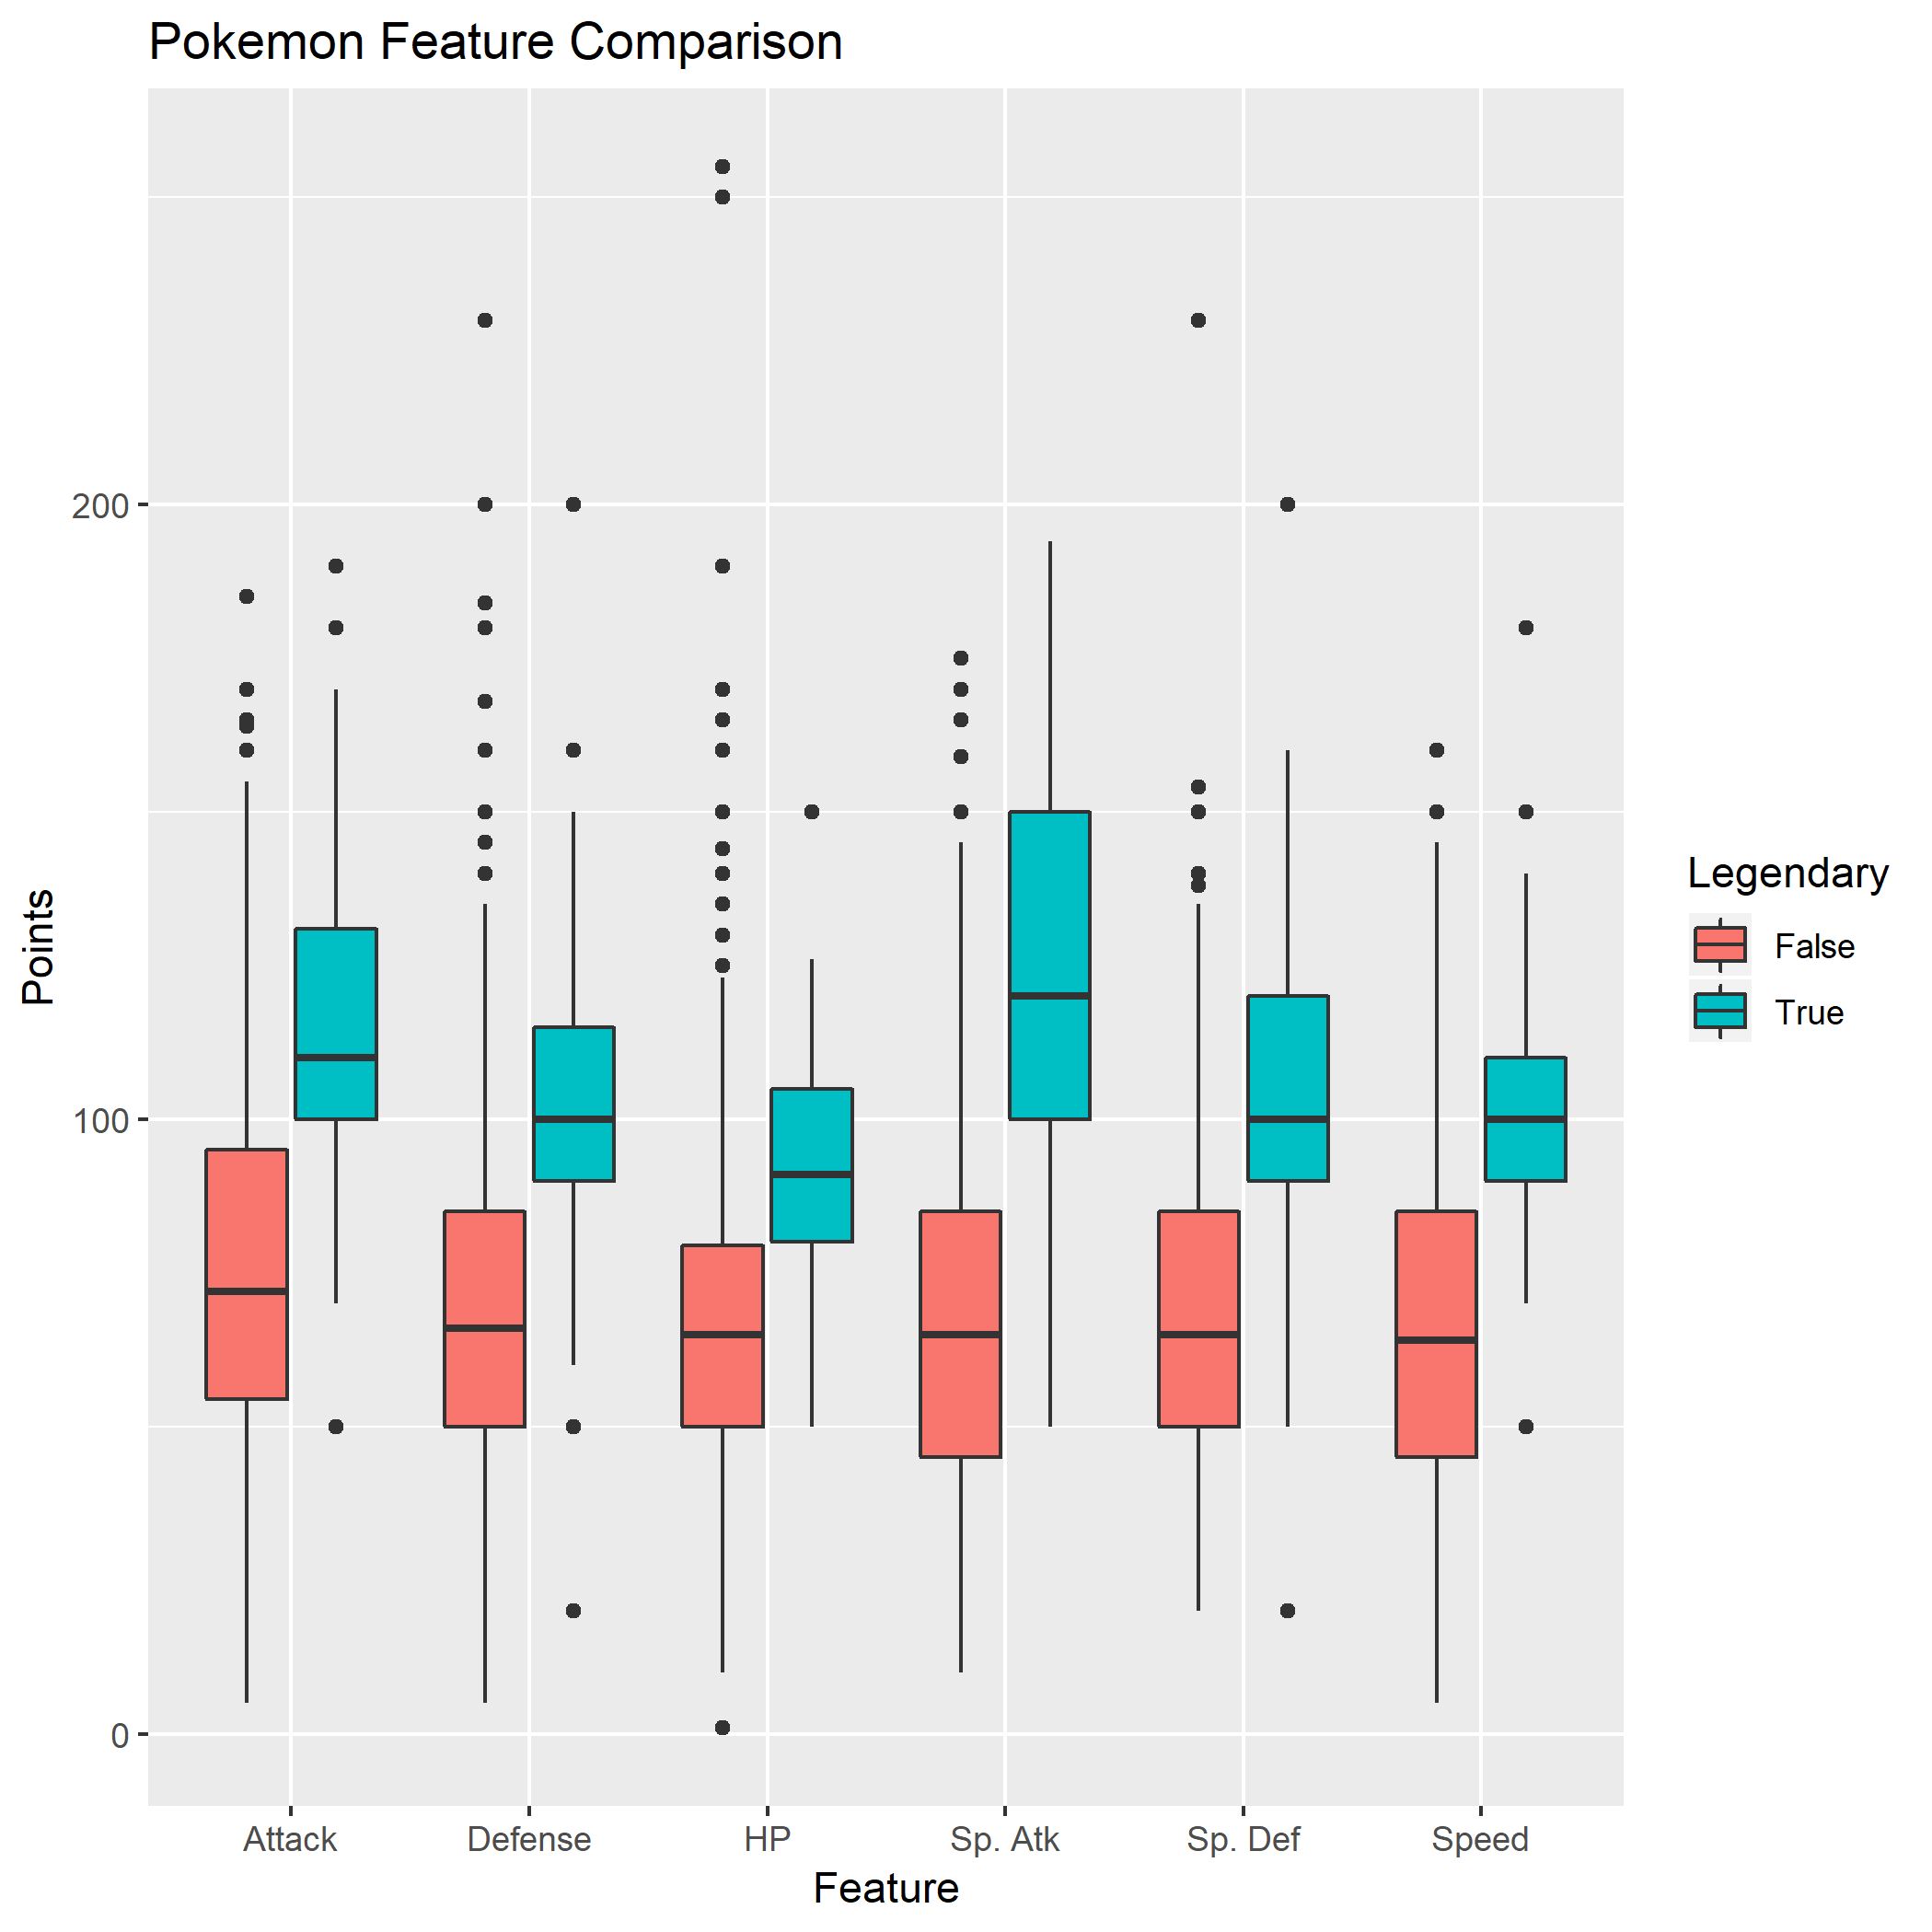 Pokemon Feature Comparison
Points
200
100
0
Attack Defense HP Sp. Atk Sp. Def Speed
Feature
Legendary
False
True